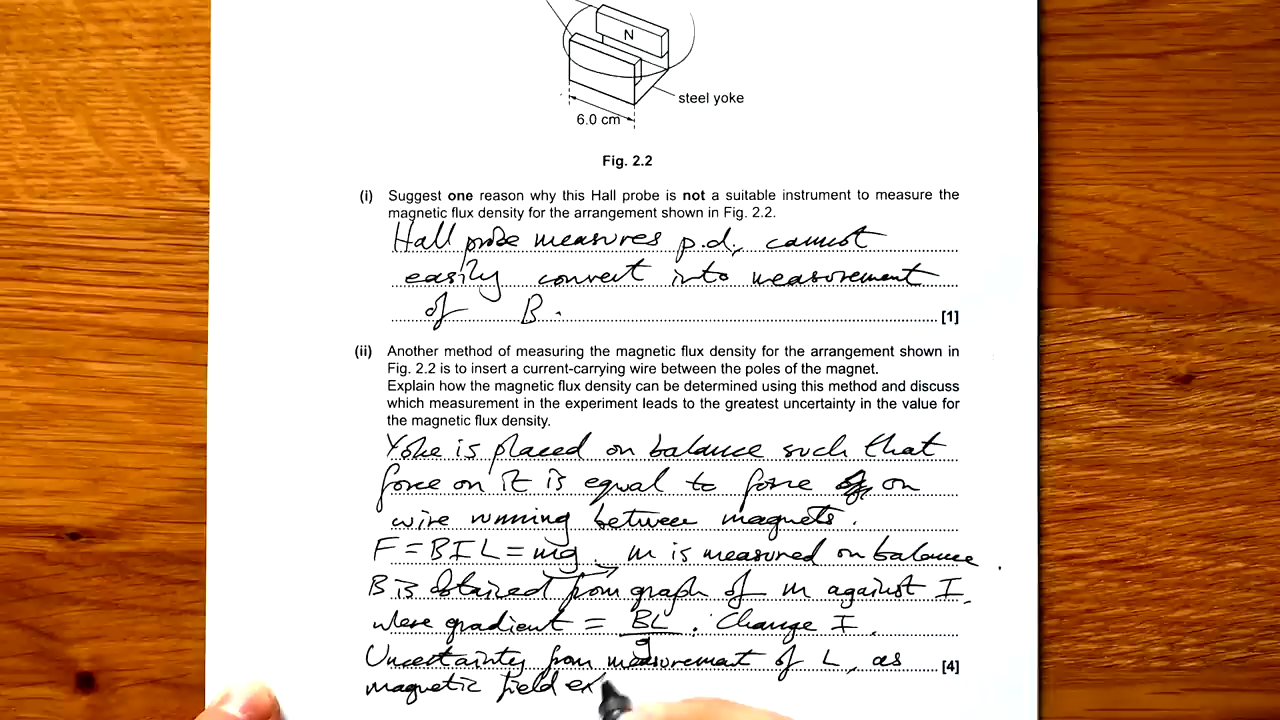 N
steel yoke
6.0 cm
Fig. 2.2
(i) Suggest one reason why this Hall probe is not a suitable instrument to measure the
magnetic flux density for the arrangement shown in Fig. 2.2.
Hall probe measures p.d., cannot
easily convert into measurement
of B.
[1]
(ii) Another method of measuring the magnetic flux density for the arrangement shown in
Fig. 2.2 is to insert a current-carrying wire between the poles of the magnet.
Explain how the magnetic flux density can be determined using this method and discuss
which measurement in the experiment leads to the greatest uncertainty in the value for
the magnetic flux density.
Yoke is placed on balance such that
force on it is equal to force on
wire running between magnets.
F = BIL = mg. m is measured on balance.
B is obtained from graph of m against I,
where gradient = BL/g. Change I.
Uncertainty from measurement of L, as
[4]
magnetic field ex